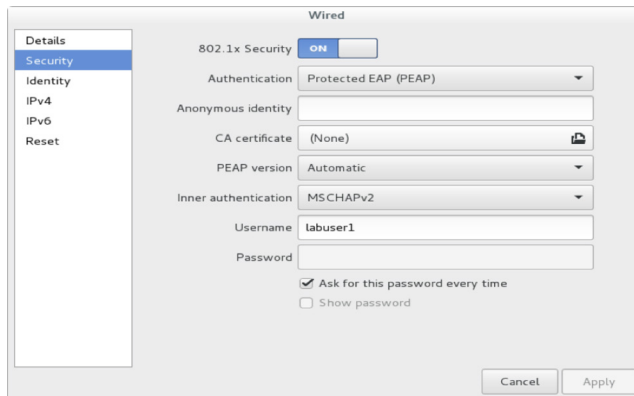 Wired
Details
Security
Identity
IPv4
IPv6
Reset
802.1x Security ON
Authentication Protected EAP (PEAP)
Anonymous identity
CA certificate (None)
PEAP version Automatic
Inner authentication MSCHAPv2
Username labuser1
Password
Ask for this password every time
Show password
Cancel Apply